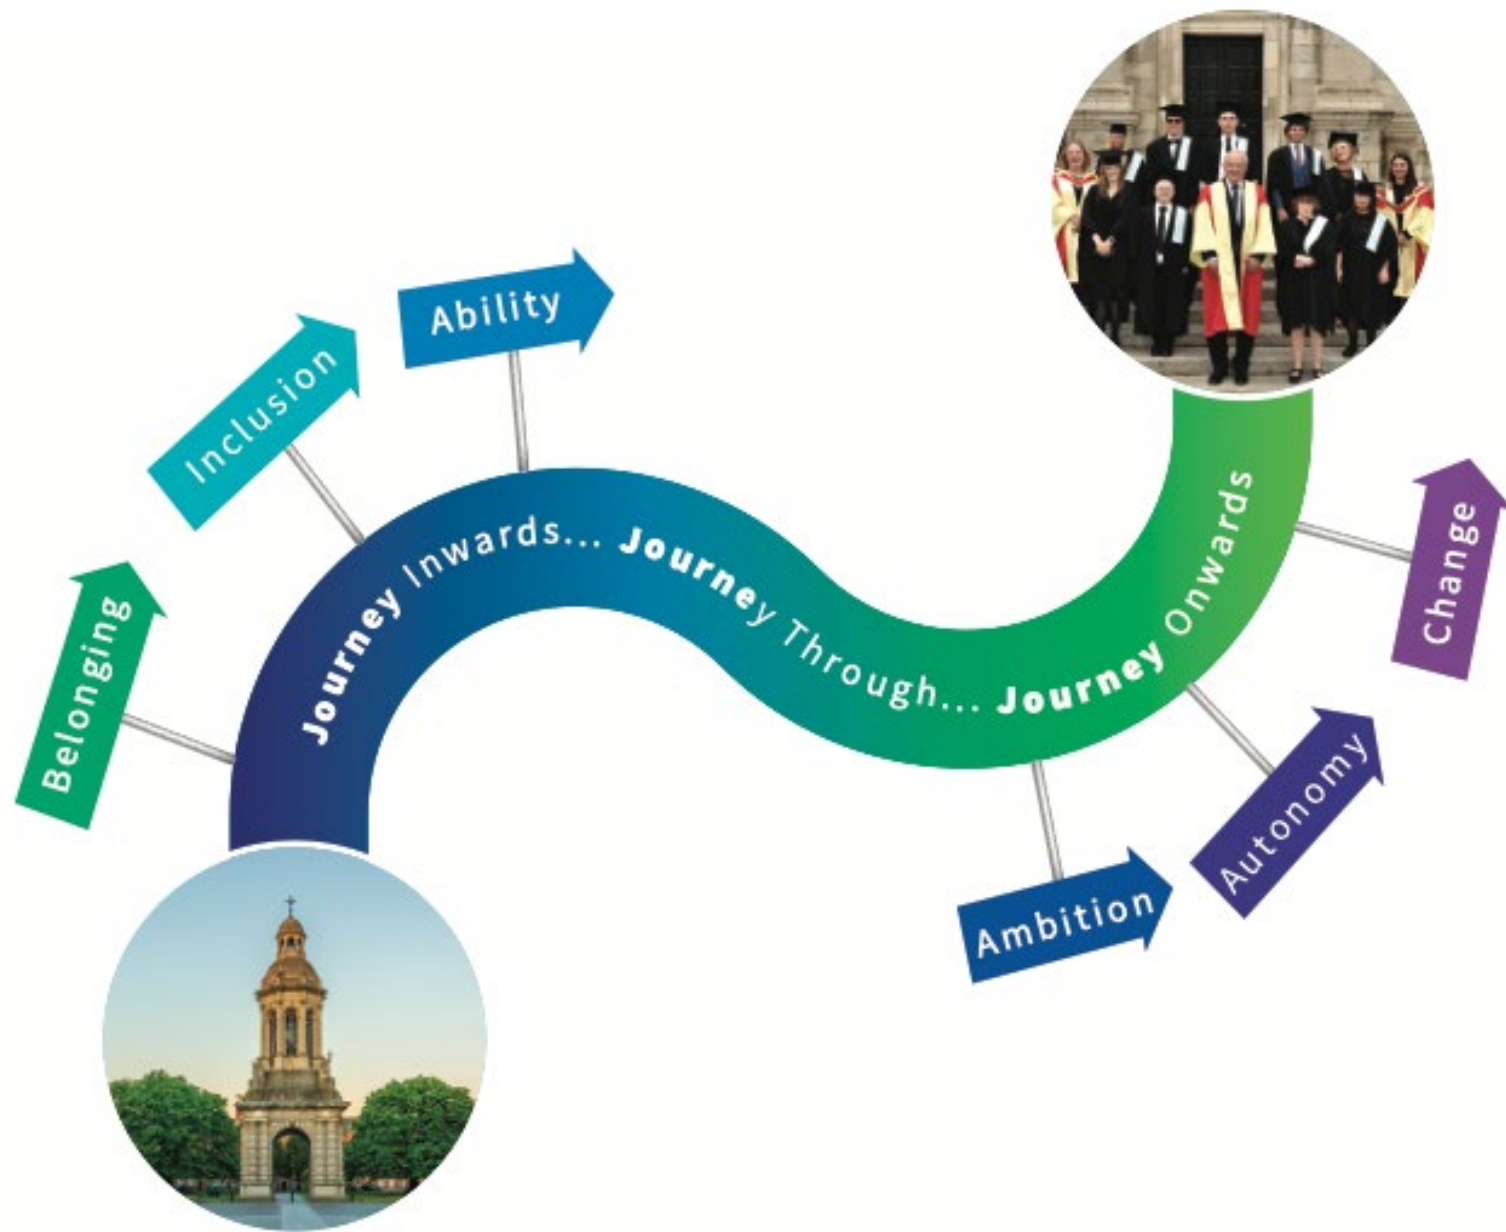 Ability
Inclusion
Belonging
Journey Inwards... Journey Through... Journey Onwards
Change
Autonomy
Ambition